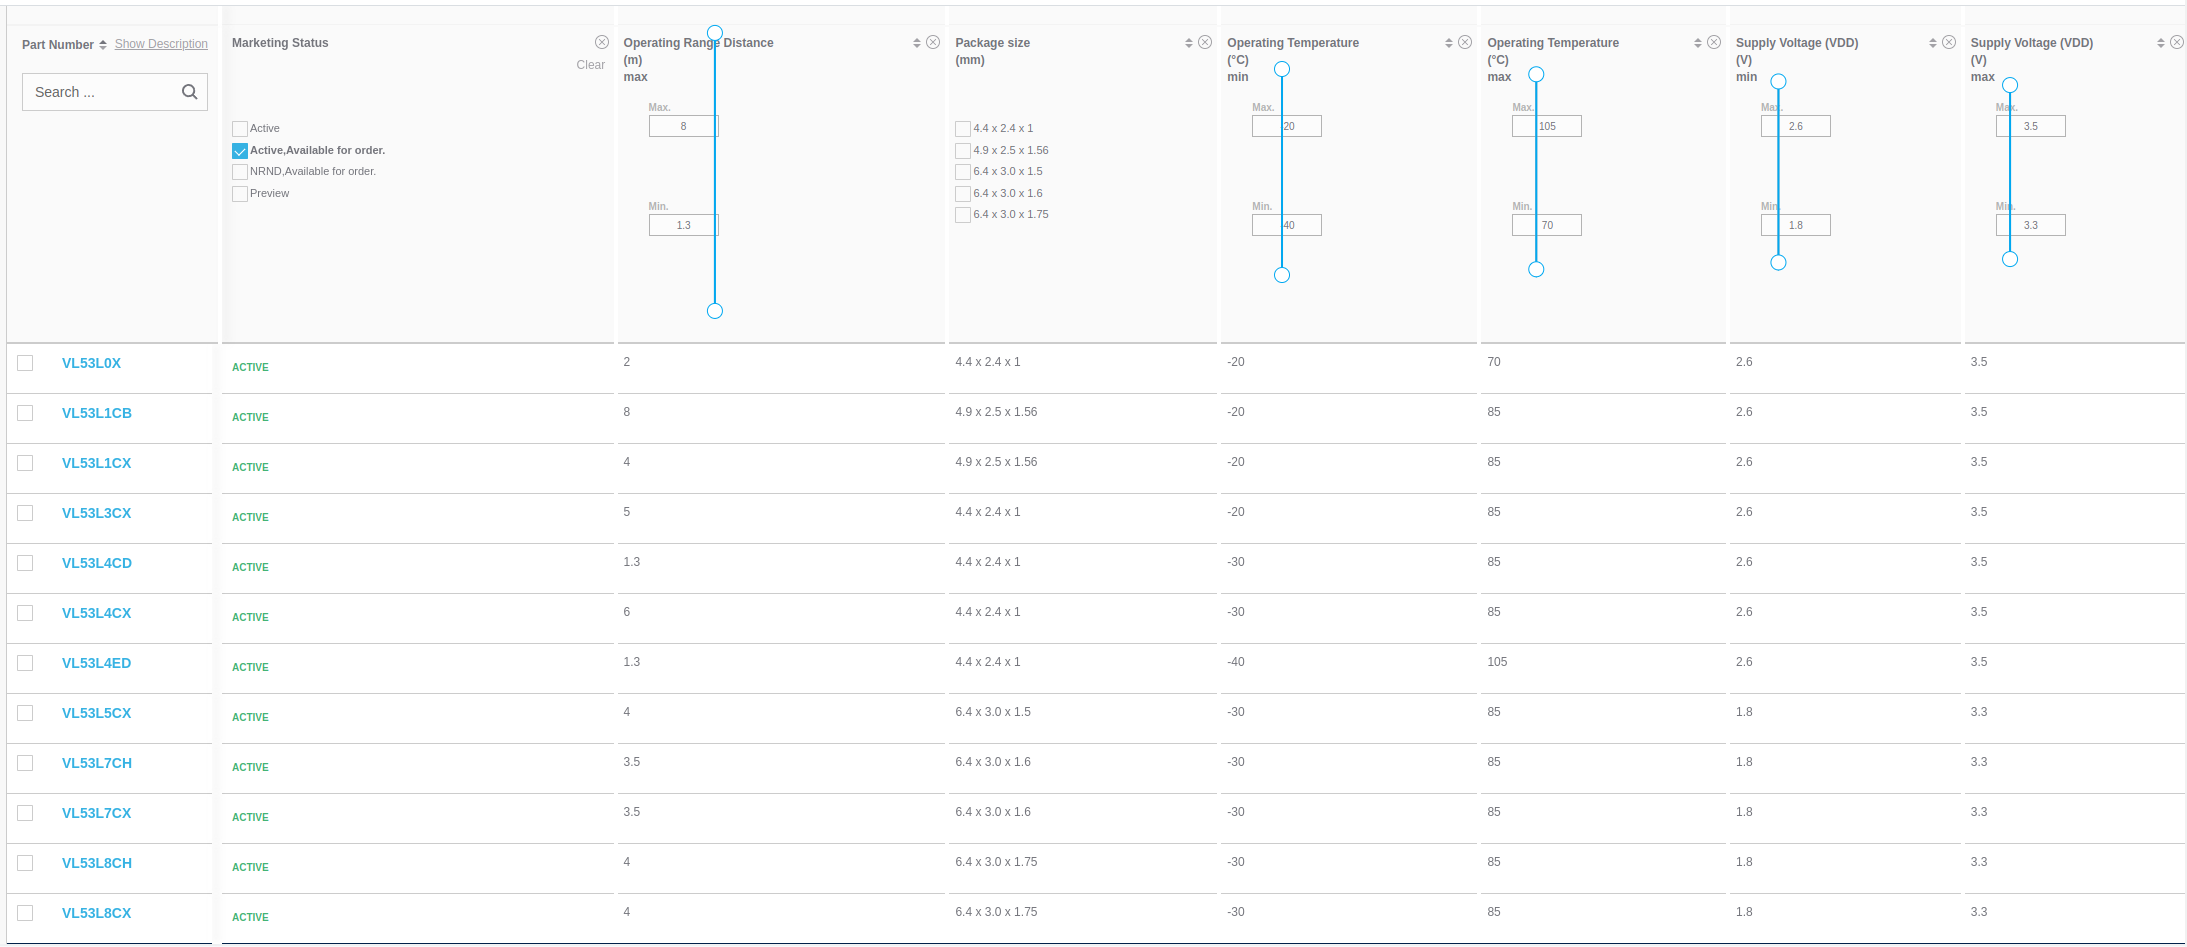 Part Number Show Description
Search ...
Marketing Status
Clear
Active
Active,Available for order.
NRND,Available for order.
Preview
Operating Range Distance
(m)
max
Max.
8
Min.
1.3
Package size
(mm)
4.4 x 2.4 x 1
4.9 x 2.5 x 1.56
6.4 x 3.0 x 1.5
6.4 x 3.0 x 1.6
6.4 x 3.0 x 1.75
Operating Temperature
(°C)
min
Max.
20
Min.
40
Operating Temperature
(°C)
max
Max.
105
Min.
70
Supply Voltage (VDD)
(V)
min
Max.
2.6
Min.
1.8
Supply Voltage (VDD)
(V)
max
Max.
3.5
Min.
3.3
VL53L0X ACTIVE 2 4.4 x 2.4 x 1 -20 70 2.6 3.5
VL53L1CB ACTIVE 8 4.9 x 2.5 x 1.56 -20 85 2.6 3.5
VL53L1CX ACTIVE 4 4.9 x 2.5 x 1.56 -20 85 2.6 3.5
VL53L3CX ACTIVE 5 4.4 x 2.4 x 1 -20 85 2.6 3.5
VL53L4CD ACTIVE 1.3 4.4 x 2.4 x 1 -30 85 2.6 3.5
VL53L4CX ACTIVE 6 4.4 x 2.4 x 1 -30 85 2.6 3.5
VL53L4ED ACTIVE 1.3 4.4 x 2.4 x 1 -40 105 2.6 3.5
VL53L5CX ACTIVE 4 6.4 x 3.0 x 1.5 -30 85 1.8 3.3
VL53L7CH ACTIVE 3.5 6.4 x 3.0 x 1.6 -30 85 1.8 3.3
VL53L7CX ACTIVE 3.5 6.4 x 3.0 x 1.6 -30 85 1.8 3.3
VL53L8CH ACTIVE 4 6.4 x 3.0 x 1.75 -30 85 1.8 3.3
VL53L8CX ACTIVE 4 6.4 x 3.0 x 1.75 -30 85 1.8 3.3